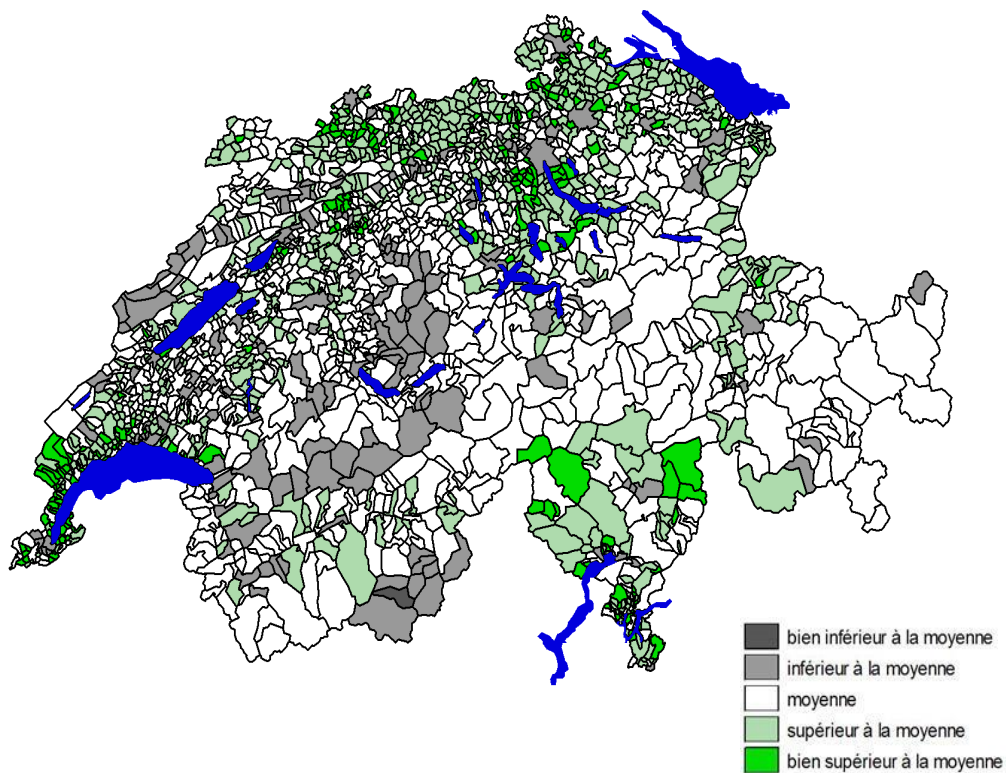 bien inférieur à la moyenne
inférieur à la moyenne
moyenne
supérieur à la moyenne
bien supérieur à la moyenne